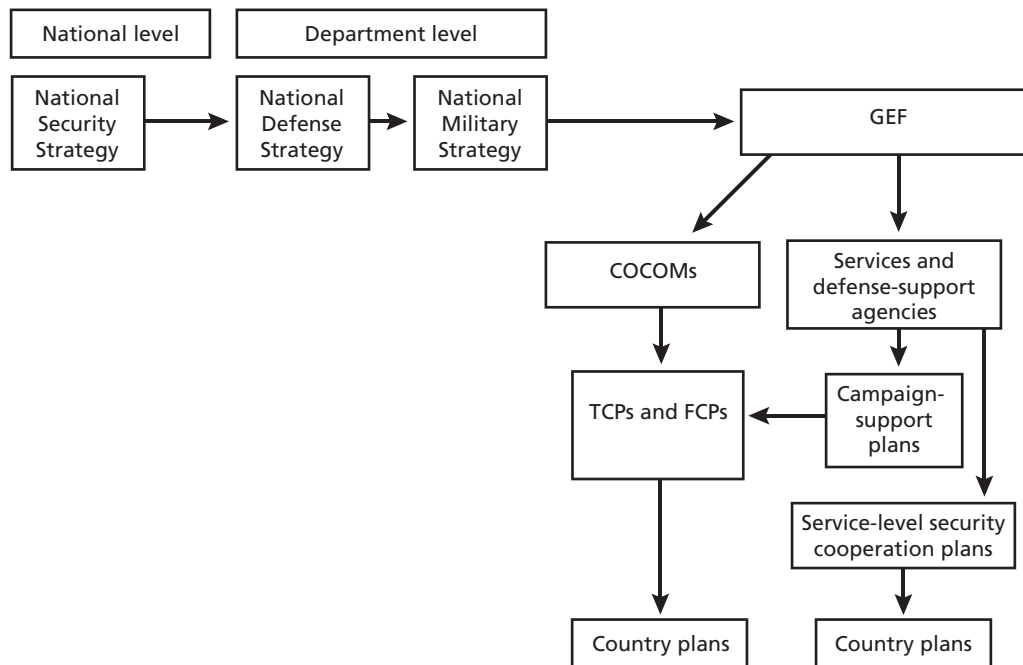 National level
Department level
National
Security
Strategy
National
Defense
Strategy
National
Military
Strategy
GEF
COCOMs
Services and
defense-support
agencies
TCPs and FCPs
Campaign-
support
plans
Service-level security
cooperation plans
Country plans
Country plans